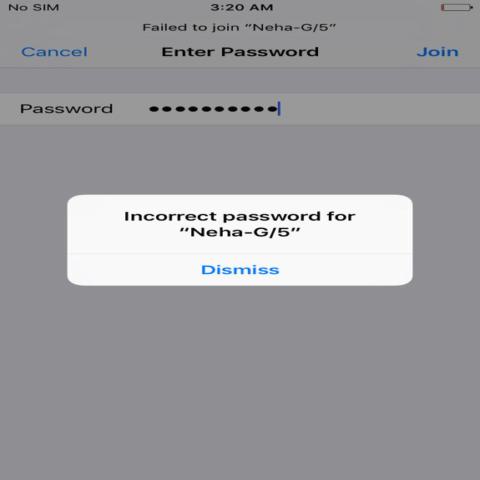 No SIM 3:20 AM
Failed to join “Neha-G/5”
Cancel Enter Password Join
Password ••••••••••
Incorrect password for
“Neha-G/5”
Dismiss